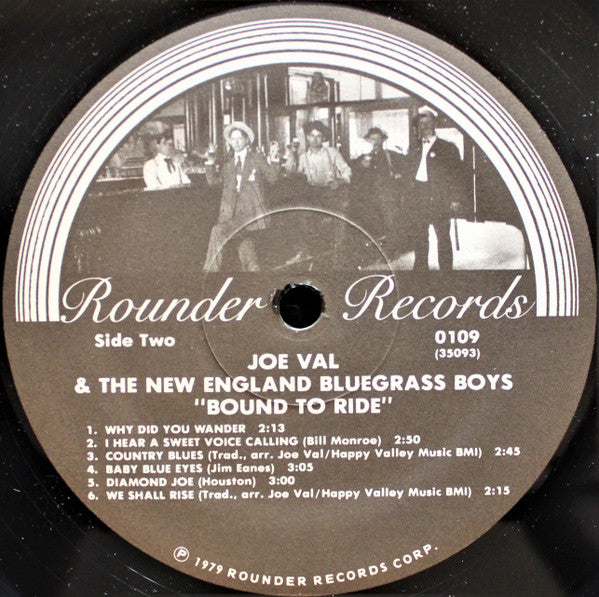 Rounder Records
Side Two
0109
(35093)
JOE VAL
& THE NEW ENGLAND BLUEGRASS BOYS
"BOUND TO RIDE"
1. WHY DID YOU WANDER 2:13
2. I HEAR A SWEET VOICE CALLING (Bill Monroe) 2:50
3. COUNTRY BLUES (Trad., arr. Joe Val/Happy Valley Music BMI) 2:45
4. BABY BLUE EYES (Jim Eanes) 3:05
5. DIAMOND JOE (Houston) 3:00
6. WE SHALL RISE (Trad., arr. Joe Val/Happy Valley Music BMI) 2:15
℗ 1979 ROUNDER RECORDS CORP.